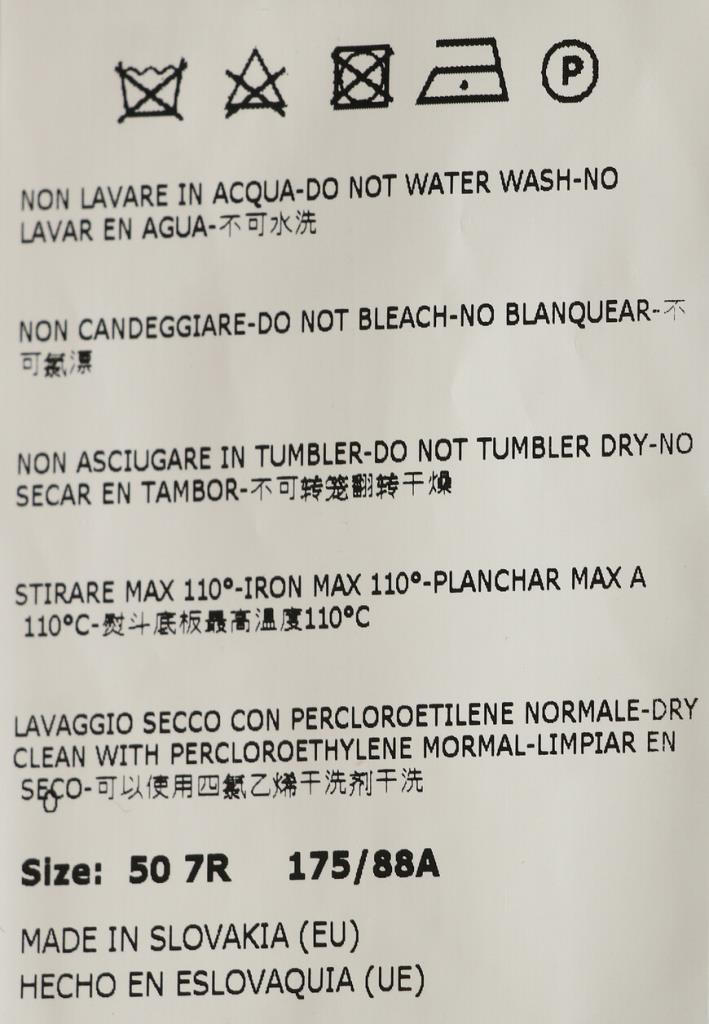 P
NON LAVARE IN ACQUA-DO NOT WATER WASH-NO
LAVAR EN AGUA-不可水洗
NON CANDEGGIARE-DO NOT BLEACH-NO BLANQUEAR-不
可氯漂
NON ASCIUGARE IN TUMBLER-DO NOT TUMBLER DRY-NO
SECAR EN TAMBOR-不可转笼翻转干燥
STIRARE MAX 110°-IRON MAX 110°-PLANCHAR MAX A
110°C-熨斗底板最高温度110°C
LAVAGGIO SECCO CON PERCLOROETILENE NORMALE-DRY
CLEAN WITH PERCLOROETHYLENE MORMAL-LIMPIAR EN
SECO-可以使用四氯乙烯干洗剂干洗
Size: 50 7R 175/88A
MADE IN SLOVAKIA (EU)
HECHO EN ESLOVAQUIA (UE)